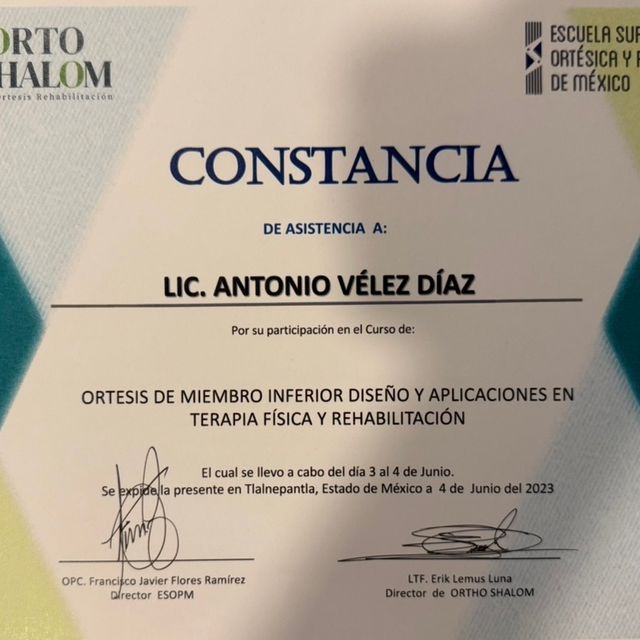 ORTO
SHALOM
Ortesis Rehabilitación
ESCUELA SUP
ORTÉSICA Y P
DE MÉXICO
CONSTANCIA
DE ASISTENCIA A:
LIC. ANTONIO VÉLEZ DÍAZ
Por su participación en el Curso de:
ORTESIS DE MIEMBRO INFERIOR DISEÑO Y APLICACIONES EN
TERAPIA FÍSICA Y REHABILITACIÓN
El cual se llevo a cabo del día 3 al 4 de Junio.
Se expide la presente en Tlalnepantla, Estado de México a 4 de Junio del 2023
OPC. Francisco Javier Flores Ramírez
Director ESOPM
LTF. Erik Lemus Luna
Director de ORTHO SHALOM